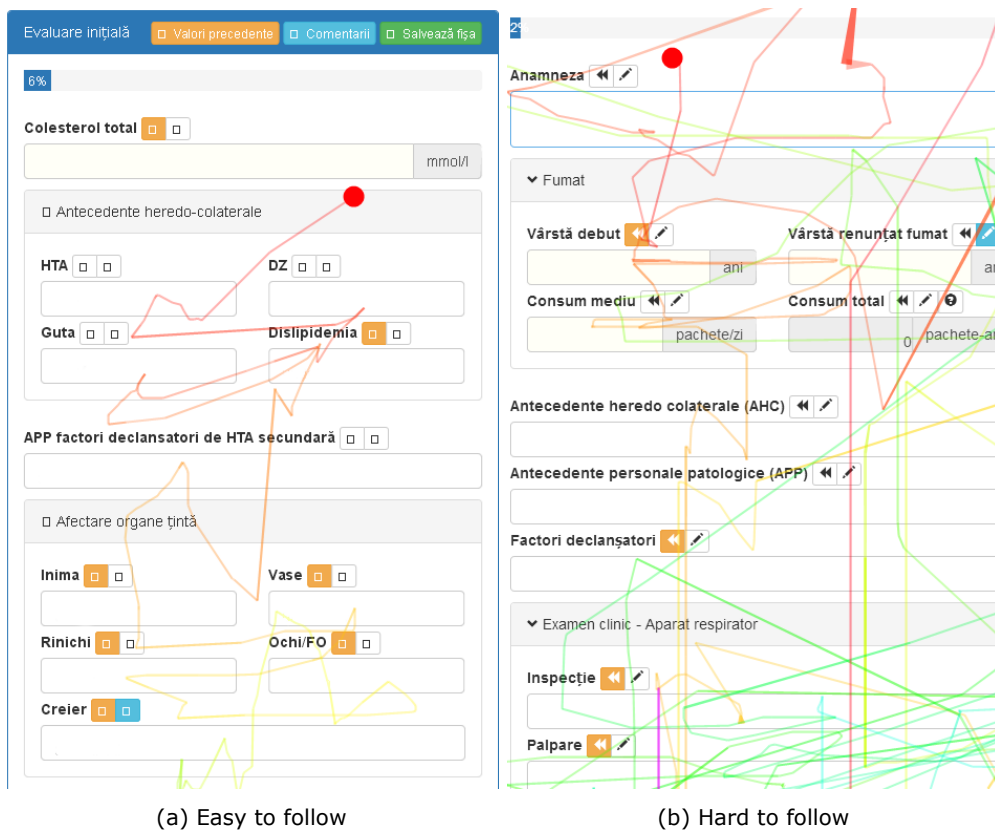 Evaluare inițială Valori precedente Comentarii Salvează fișa
6%
Colesterol total
mmol/l
Antecedente heredo-colaterale
HTA DZ
Guta Dislipidemia
APP factori declansatori de HTA secundară
Afectare organe țintă
Inima Vase
Rinichi Ochi/FO
Creier
(a) Easy to follow
2%
Anamneza
Fumat
Vârstă debut Vârstă renunțat fumat
ani
Consum mediu Consum total
pachete/zi 0
Antecedente heredo colaterale (AHC)
Antecedente personale patologice (APP)
Factori declanșatori
Examen clinic - Aparat respirator
Inspecție
Palpare
(b) Hard to follow